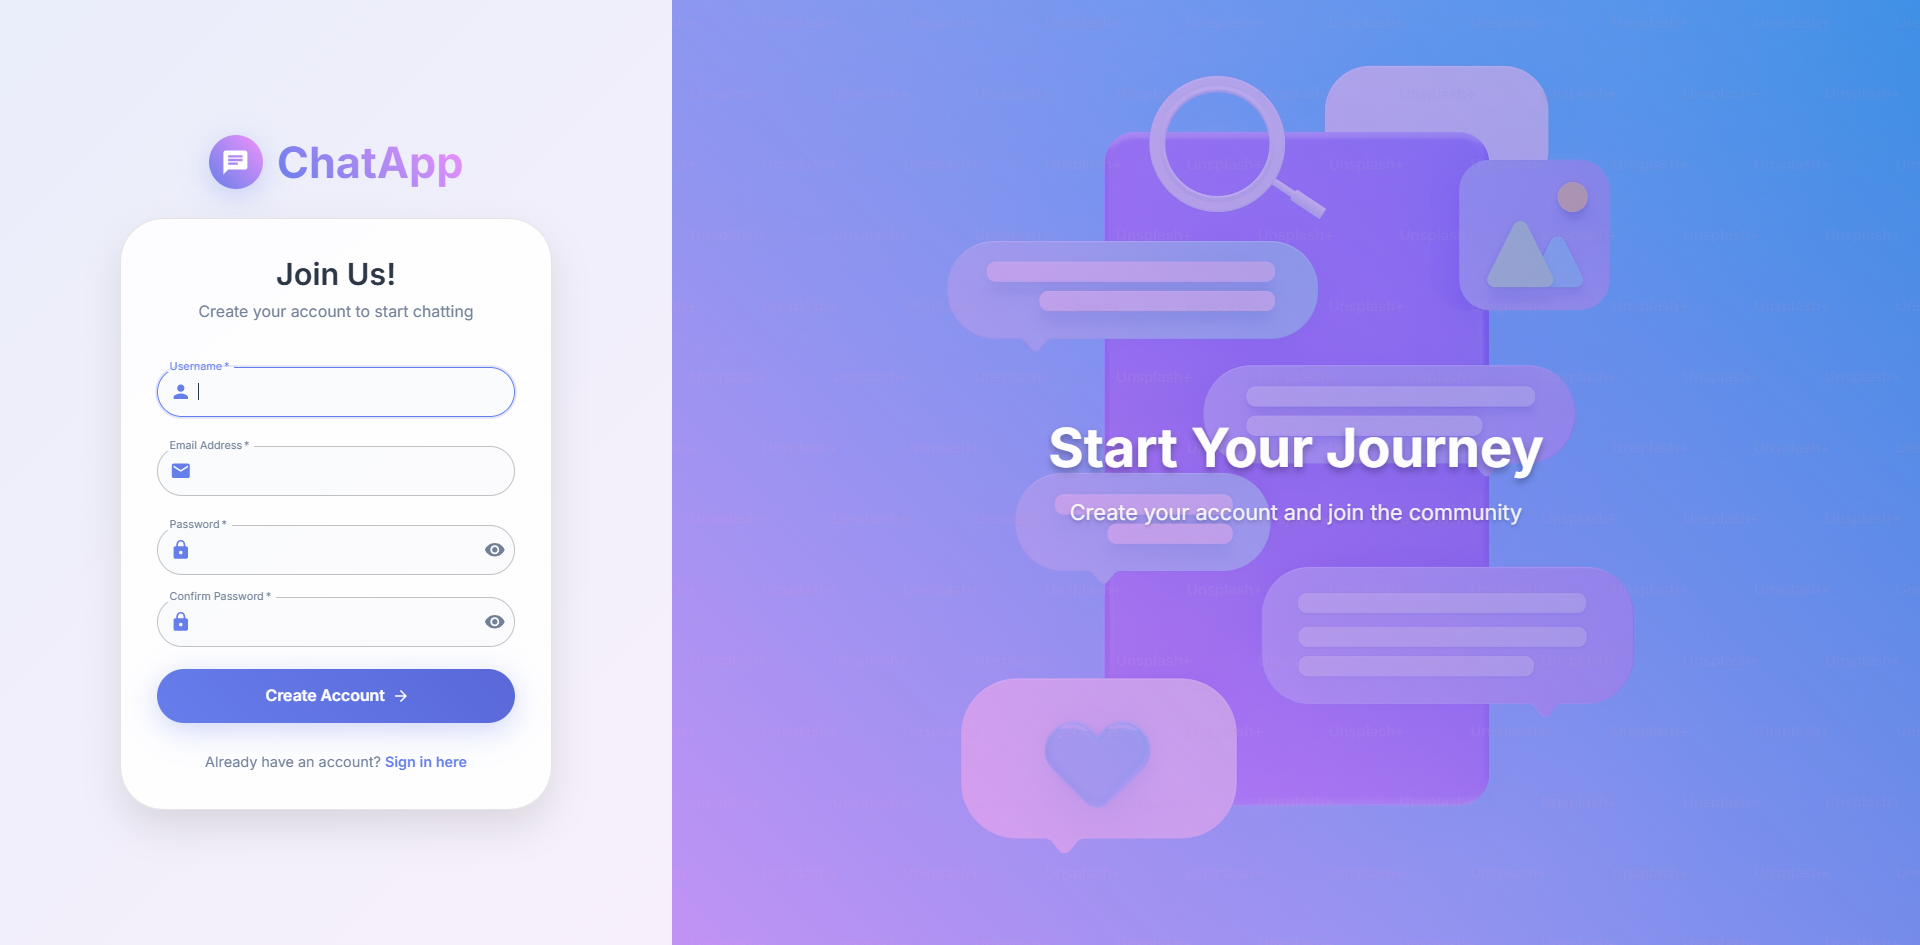 ChatApp
Join Us!
Create your account to start chatting
Username *
Email Address *
Password *
Confirm Password *
Create Account →
Already have an account? Sign in here
Start Your Journey
Create your account and join the community
Unsplash+